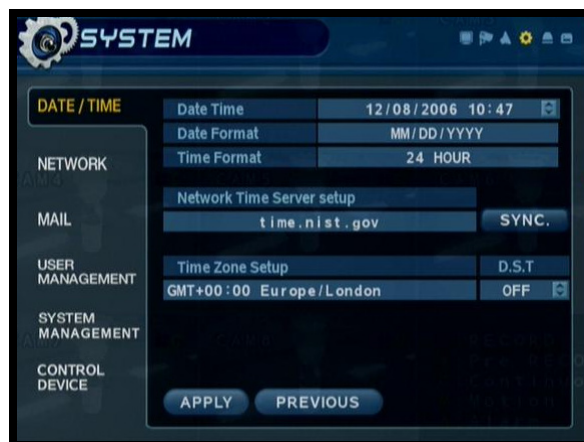 SYSTEM
DATE / TIME
Date Time 12/08/2006 10:47
Date Format MM/DD/YYYY
Time Format 24 HOUR
NETWORK
Network Time Server setup
MAIL
time.nist.gov SYNC.
USER
MANAGEMENT
Time Zone Setup D.S.T
GMT+00:00 Europe/London OFF
SYSTEM
MANAGEMENT
CONTROL
DEVICE
APPLY PREVIOUS